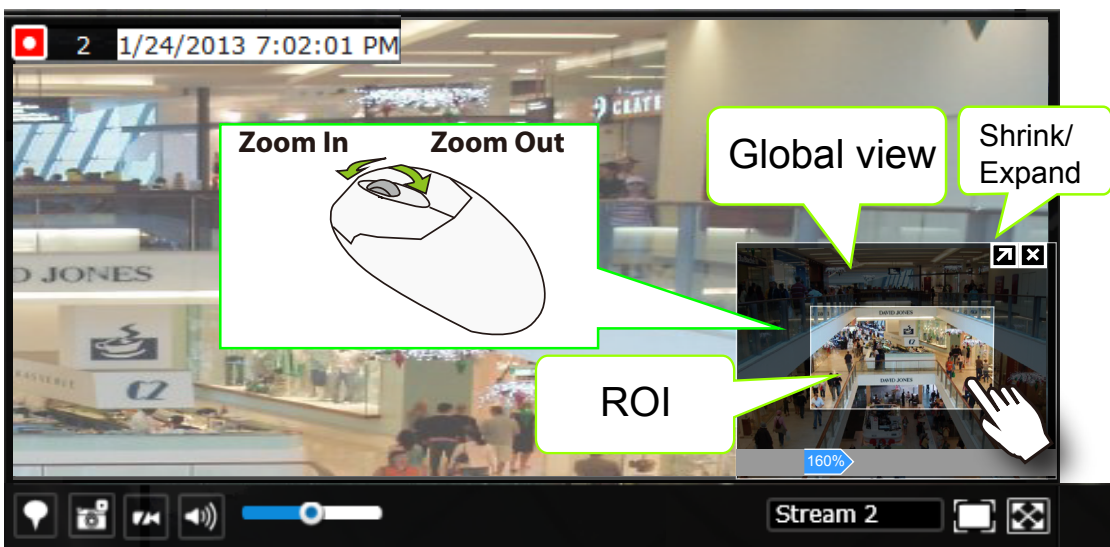 2 1/24/2013 7:02:01 PM
CRATE
Zoom In Zoom Out
Global view
Shrink/
Expand
D JONES
DAVID JONES
ROI
DAVID JONES
160%
Stream 2